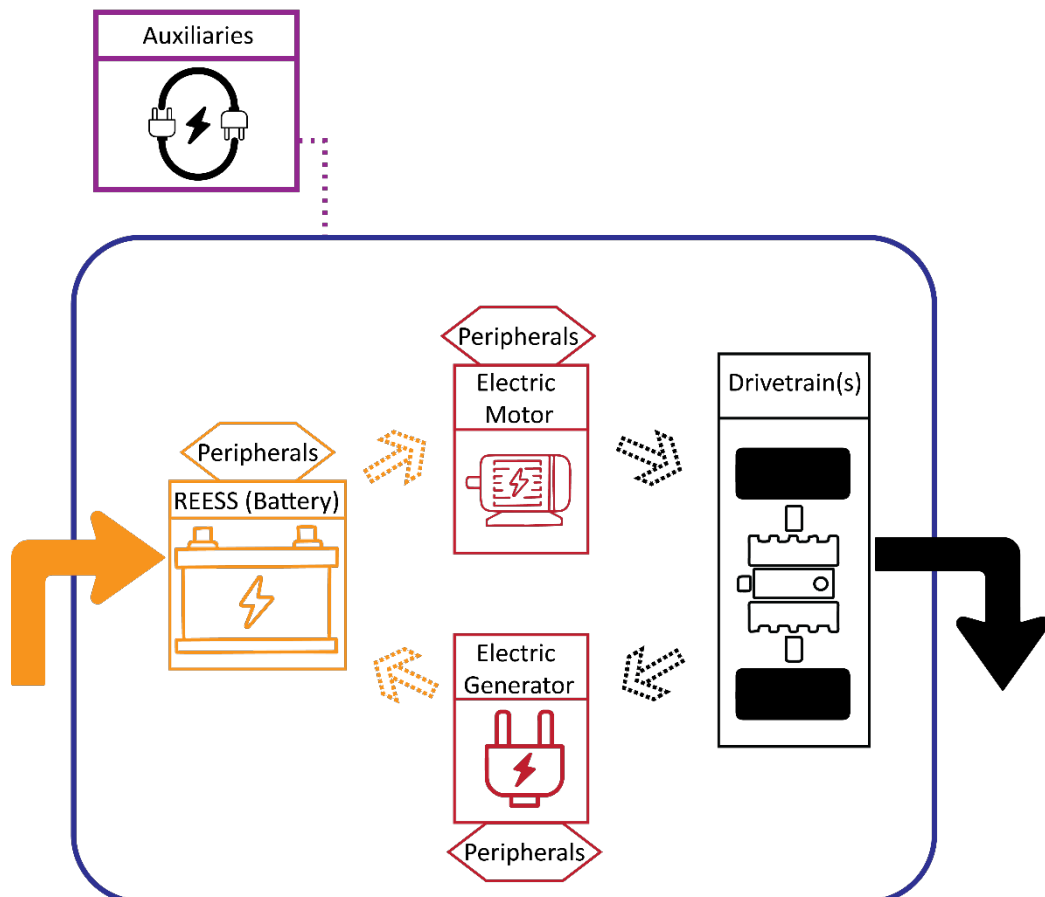 Auxiliaries
Peripherals
Electric
Motor
Drivetrain(s)
Peripherals
REESS (Battery)
Electric
Generator
Peripherals